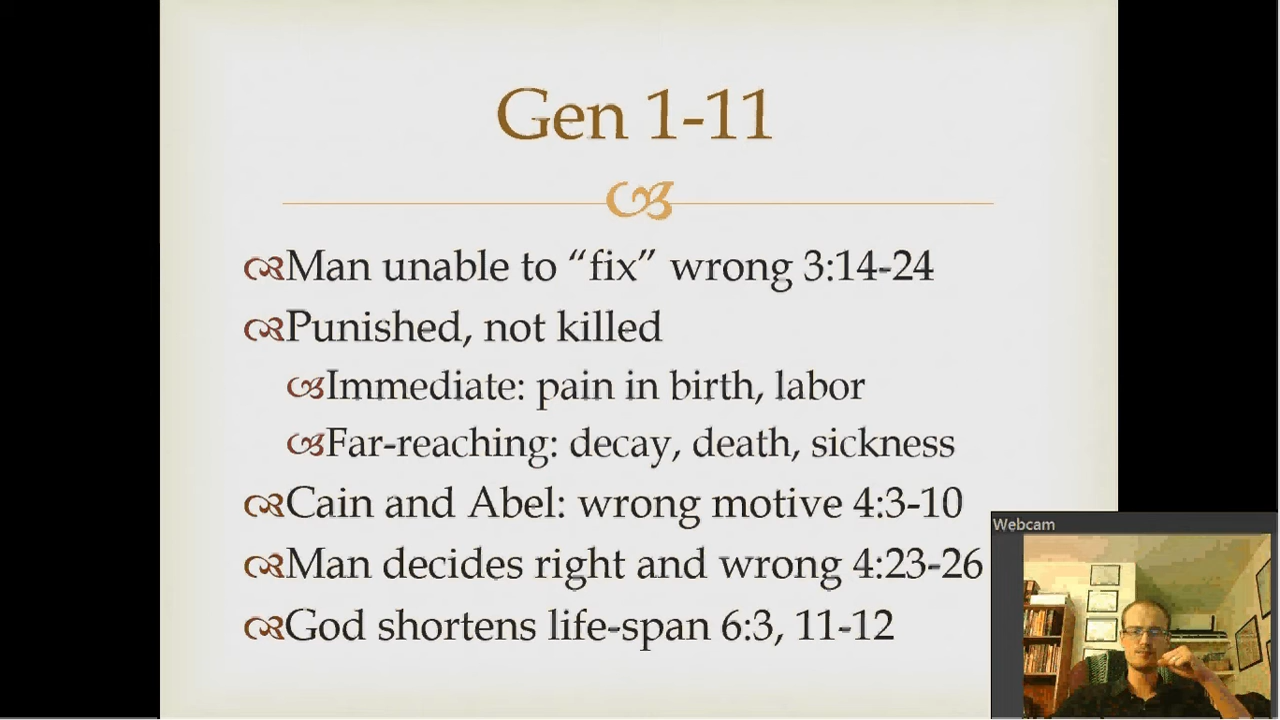 Gen 1-11
Man unable to “fix” wrong 3:14-24
Punished, not killed
Immediate: pain in birth, labor
Far-reaching: decay, death, sickness
Cain and Abel: wrong motive 4:3-10
Man decides right and wrong 4:23-26
God shortens life-span 6:3, 11-12
Webcam